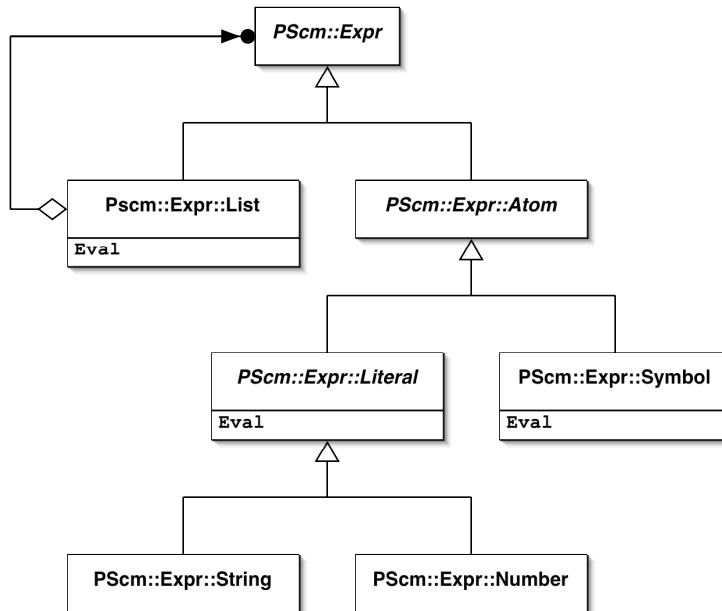 PScm::Expr
Pscm::Expr::List
PScm::Expr::Atom
Eval
PScm::Expr::Literal
PScm::Expr::Symbol
Eval
Eval
PScm::Expr::String
PScm::Expr::Number